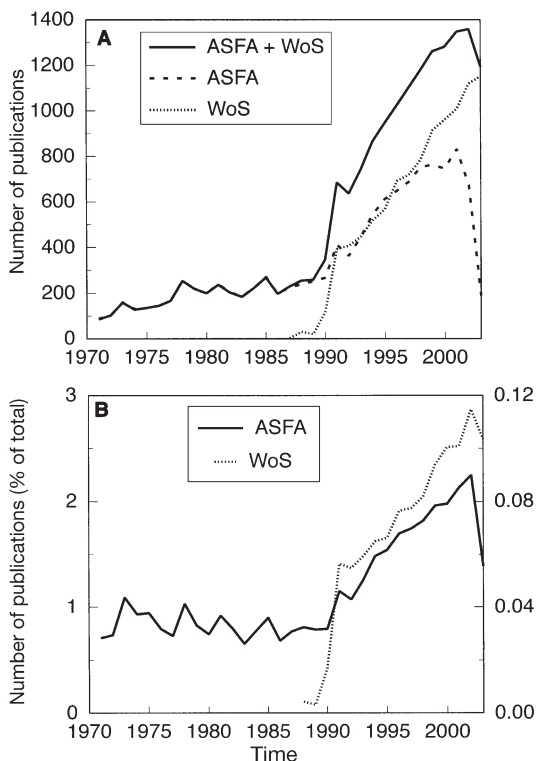 A
ASFA + WoS
ASFA
WoS
Number of publications
1400
1200
1000
800
600
400
200
0
1970 1975 1980 1985 1990 1995 2000
B
ASFA
WoS
Number of publications (% of total)
3
2
1
0
0.12
0.08
0.04
0.00
1970 1975 1980 1985 1990 1995 2000
Time